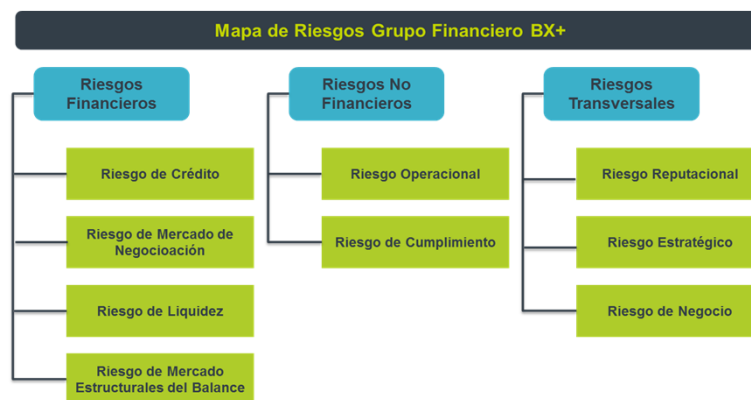 Mapa de Riesgos Grupo Financiero BX+
Riesgos
Financieros
Riesgo de Crédito
Riesgo de Mercado de
Negocioación
Riesgo de Liquidez
Riesgo de Mercado
Estructurales del Balance
Riesgos No
Financieros
Riesgo Operacional
Riesgo de Cumplimiento
Riesgos
Transversales
Riesgo Reputacional
Riesgo Estratégico
Riesgo de Negocio